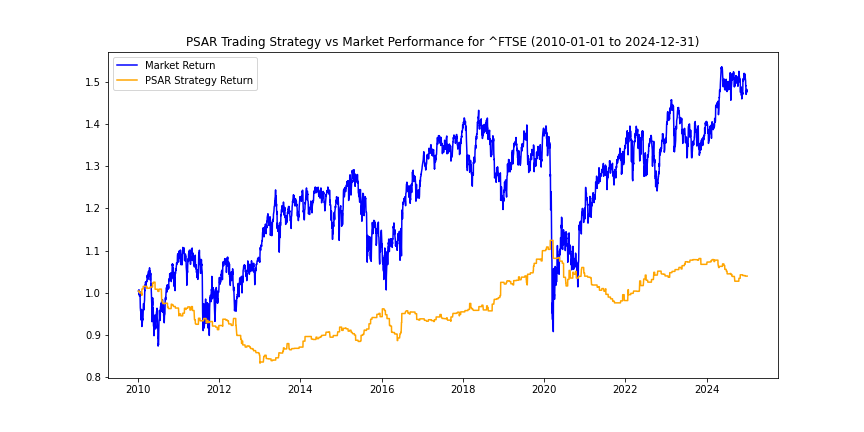 PSAR Trading Strategy vs Market Performance for ^FTSE (2010-01-01 to 2024-12-31)
Market Return
PSAR Strategy Return
1.5
1.4
1.3
1.2
1.1
1.0
0.9
0.8
2010 2012 2014 2016 2018 2020 2022 2024